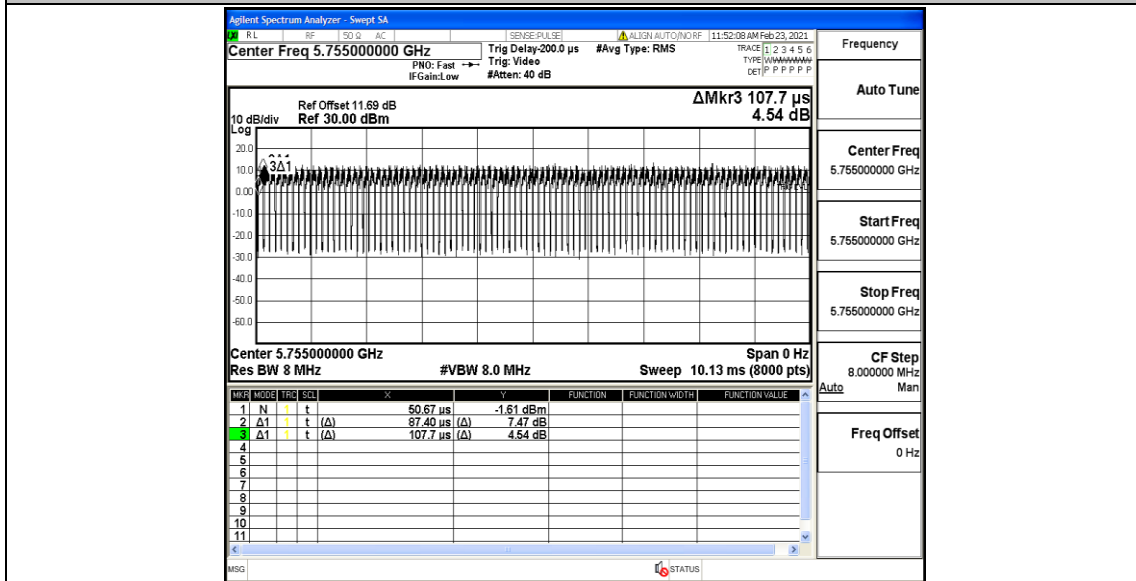 Agilent Spectrum Analyzer - Swept SA
RL RF 50 Ω AC SENSE:PULSE ALIGN AUTO/NO RF 11:52:08 AM Feb 23, 2021
Center Freq 5.755000000 GHz
PNO: Fast
IFGain:Low
Trig Delay-200.0 µs
Trig: Video
#Atten: 40 dB
#Avg Type: RMS
TRACE 1 2 3 4 5 6
TYPE
DET P P P P P P
ΔMkr3 107.7 µs
4.54 dB
Ref Offset 11.69 dB
10 dB/div Ref 30.00 dBm
Log
20.0
10.0
0.00
-10.0
-20.0
-30.0
-40.0
-50.0
-60.0
3Δ1
Center 5.755000000 GHz Span 0 Hz
Res BW 8 MHz #VBW 8.0 MHz Sweep 10.13 ms (8000 pts)
MKR MODE TRC SCL X Y FUNCTION FUNCTION WIDTH FUNCTION VALUE
1 N 1 t 50.67 µs -1.61 dBm
2 Δ1 1 t (Δ) 87.40 µs (Δ) 7.47 dB
3 Δ1 1 t (Δ) 107.7 µs (Δ) 4.54 dB
4
5
6
7
8
9
10
11
MSG STATUS
Frequency
Auto Tune
Center Freq
5.755000000 GHz
Start Freq
5.755000000 GHz
Stop Freq
5.755000000 GHz
CF Step
8.000000 MHz
Auto Man
Freq Offset
0 Hz